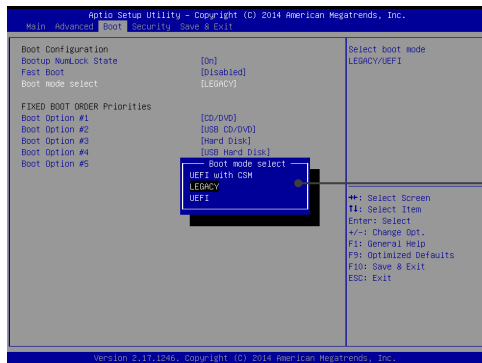 Aptio Setup Utility - Copyright (C) 2014 American Megatrends, Inc.
Main Advanced Boot Security Save & Exit
Boot Configuration
Bootup NumLock State [On]
Fast Boot [Disabled]
Boot mode select [LEGACY]
FIXED BOOT ORDER Priorities
Boot Option #1 [CD/DVD]
Boot Option #2 [USB CD/DVD]
Boot Option #3 [Hard Disk]
Boot Option #4 [USB Hard Disk]
Boot Option #5
Boot mode select
UEFI with CSM
LEGACY
UEFI
Select boot mode
LEGACY/UEFI
→←: Select Screen
↑↓: Select Item
Enter: Select
+/-: Change Opt.
F1: General Help
F9: Optimized Defaults
F10: Save & Exit
ESC: Exit
Version 2.17.1246. Copyright (C) 2014 American Megatrends, Inc.